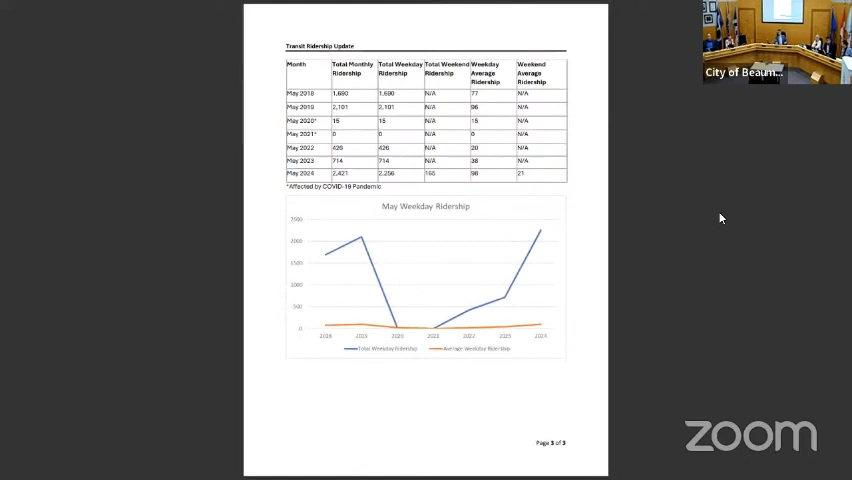 Transit Ridership Update
Month Total Monthly Ridership Total Weekday Ridership Total Weekend Ridership Weekday Average Ridership Weekend Average Ridership
May 2018 1,690 1,690 N/A 77 N/A
May 2019 2,101 2,101 N/A 96 N/A
May 2020* 15 15 N/A 15 N/A
May 2021* 0 0 N/A 0 N/A
May 2022 426 426 N/A 20 N/A
May 2023 714 714 N/A 38 N/A
May 2024 2,421 2,256 165 98 21
*Affected by COVID-19 Pandemic
May Weekday Ridership
2500
2000
1500
1000
500
0
2018 2019 2020 2021 2022 2023 2024
Total Weekday Ridership Average Weekday Ridership
Page 3 of 3
City of Beaum...
zoom